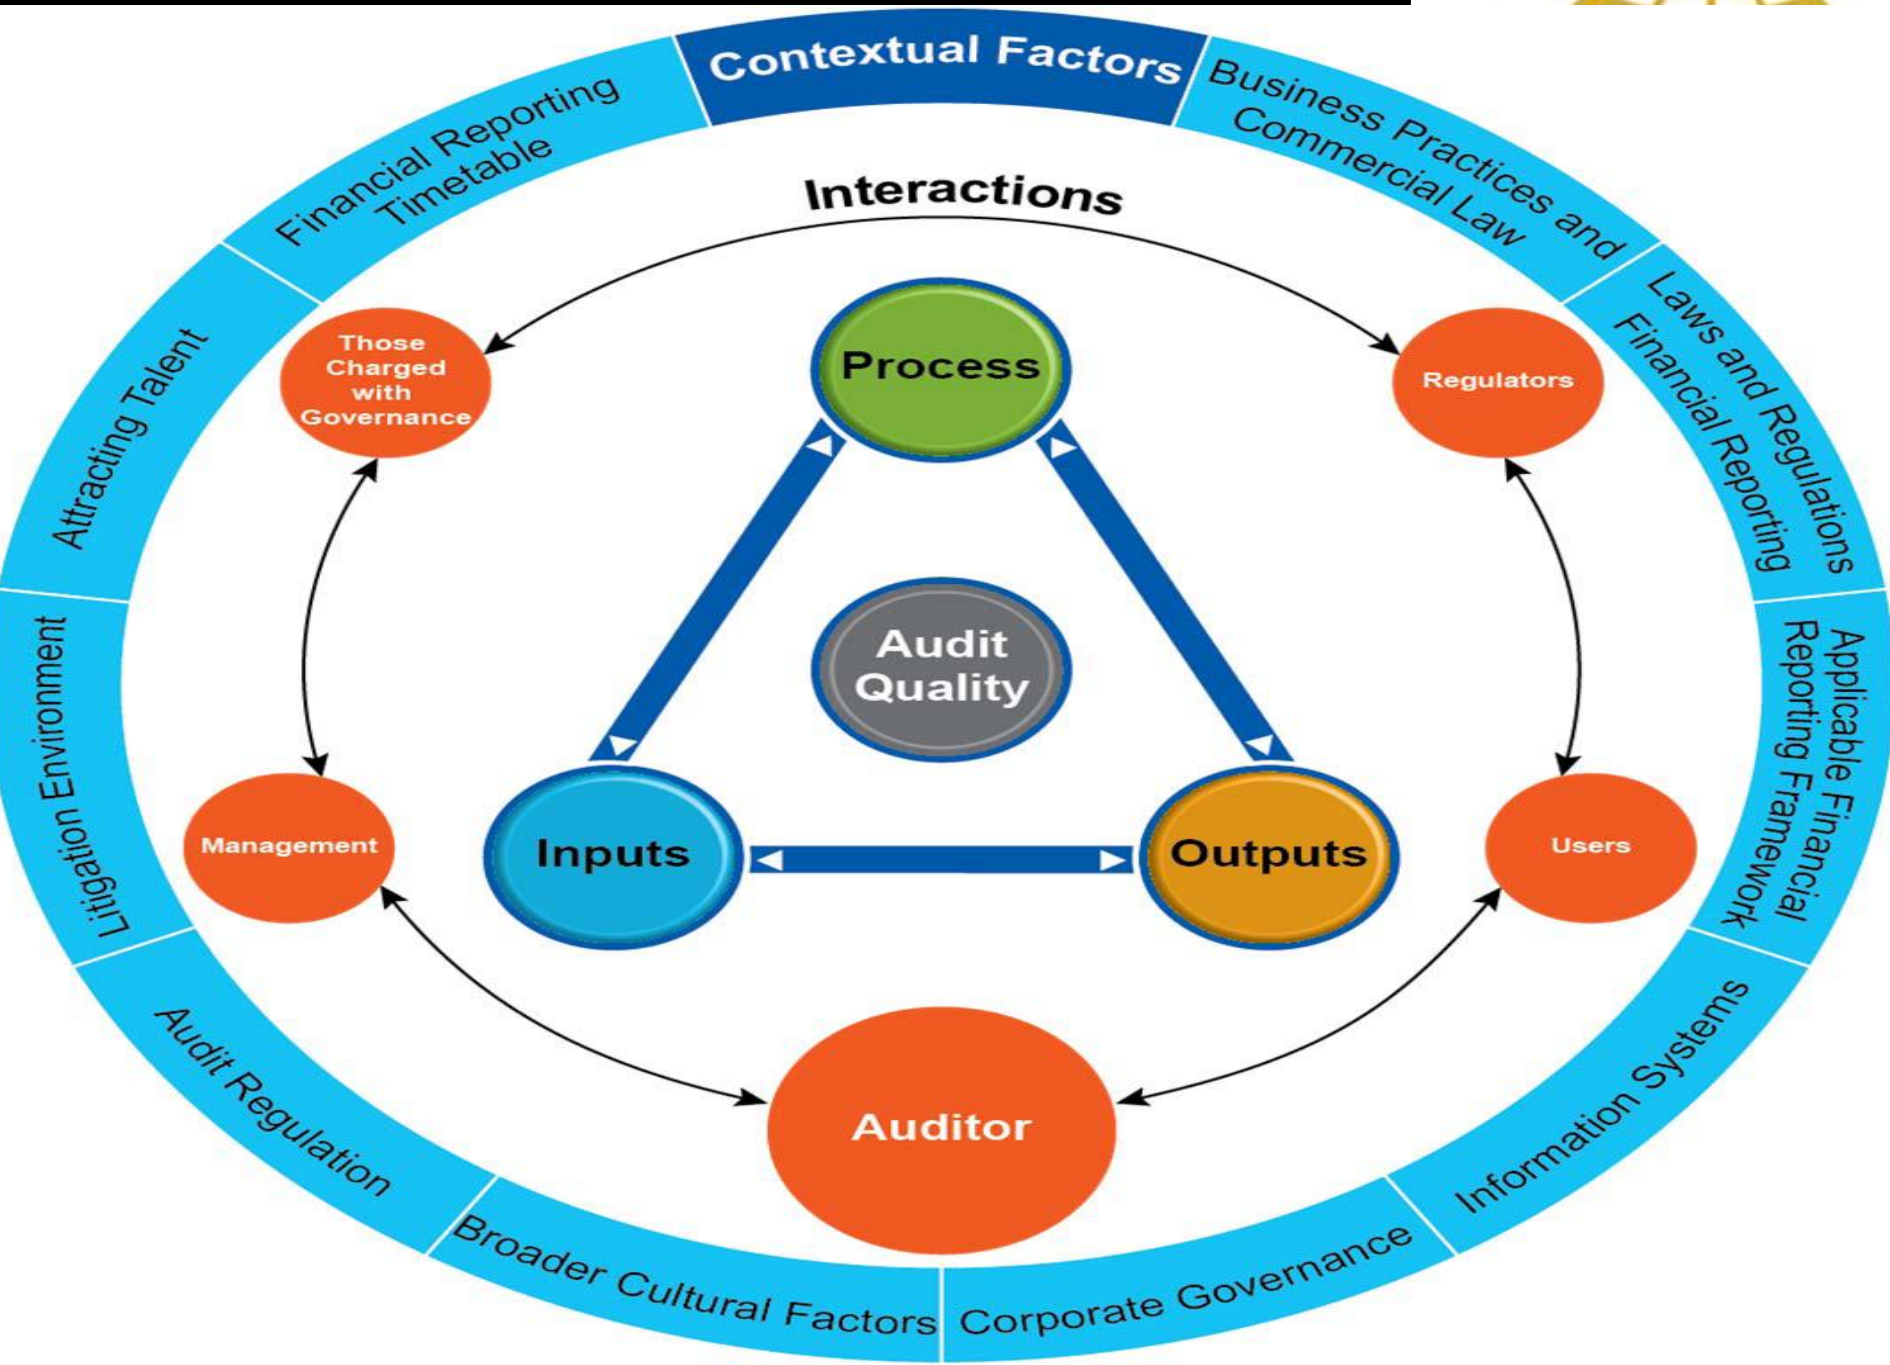 Contextual Factors
Business Practices and
Commercial Law
Laws and Regulations
Financial Reporting
Applicable Financial
Reporting Framework
Information Systems
Corporate Governance
Broader Cultural Factors
Audit Regulation
Litigation Environment
Attracting Talent
Financial Reporting
Timetable
Interactions
Those
Charged
with
Governance
Regulators
Management
Users
Auditor
Process
Audit
Quality
Inputs
Outputs